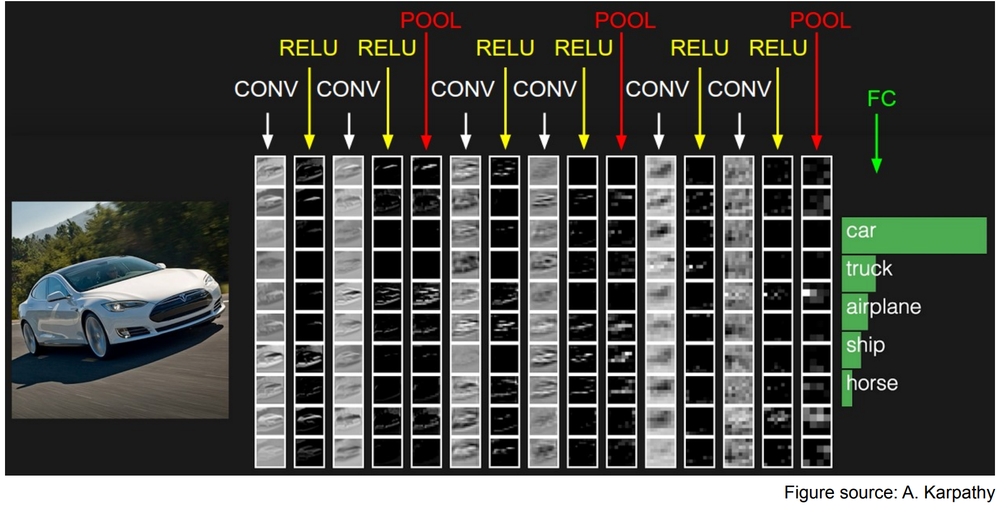 POOL POOL POOL
RELU RELU RELU RELU RELU RELU
CONV CONV CONV CONV CONV CONV
FC
car
truck
airplane
ship
horse
Figure source: A. Karpathy